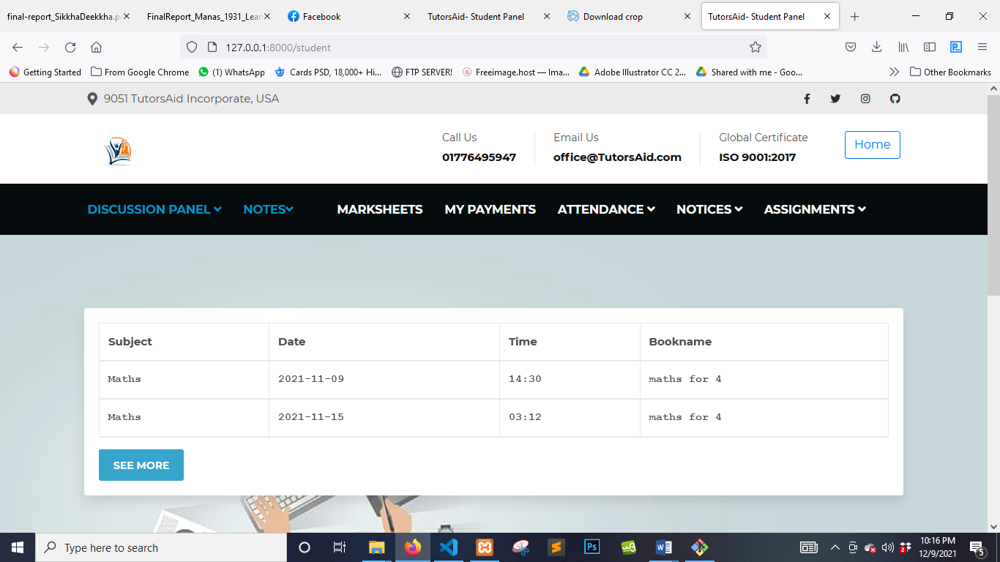 final-report_SikkhaDeekkha.p
FinalReport_Manas_1931_Lear
Facebook
TutorsAid- Student Panel
Download crop
TutorsAid- Student Panel
127.0.0.1:8000/student
Getting Started
From Google Chrome
(1) WhatsApp
Cards PSD, 18,000+ Hi...
FTP SERVER!
Freeimage.host — Ima...
Adobe Illustrator CC 2...
Shared with me - Goo...
Other Bookmarks
9051 TutorsAid Incorporate, USA
Call Us
01776495947
Email Us
office@TutorsAid.com
Global Certificate
ISO 9001:2017
Home
DISCUSSION PANEL NOTES MARKSHEETS MY PAYMENTS ATTENDANCE NOTICES ASSIGNMENTS
Subject Date Time Bookname
Maths 2021-11-09 14:30 maths for 4
Maths 2021-11-15 03:12 maths for 4
SEE MORE
Type here to search
Ps
10:16 PM
12/9/2021
5